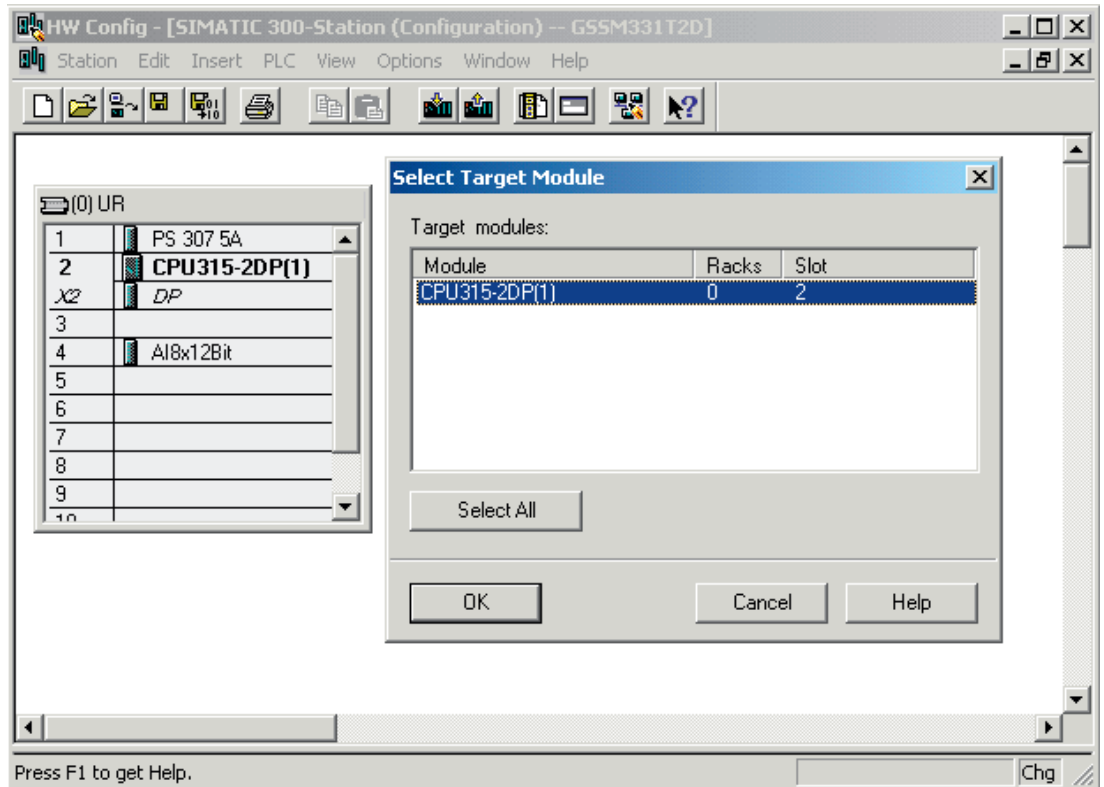 HW Config - [SIMATIC 300-Station (Configuration) -- GSSM331T2D]
Station Edit Insert PLC View Options Window Help
(0) UR
1 PS 307 5A
2 CPU315-2DP(1)
X2 DP
3
4 AI8x12Bit
5
6
7
8
9
10
Select Target Module
Target modules:
Module Racks Slot
CPU315-2DP(1) 0 2
Select All
OK Cancel Help
Press F1 to get Help.
Chg